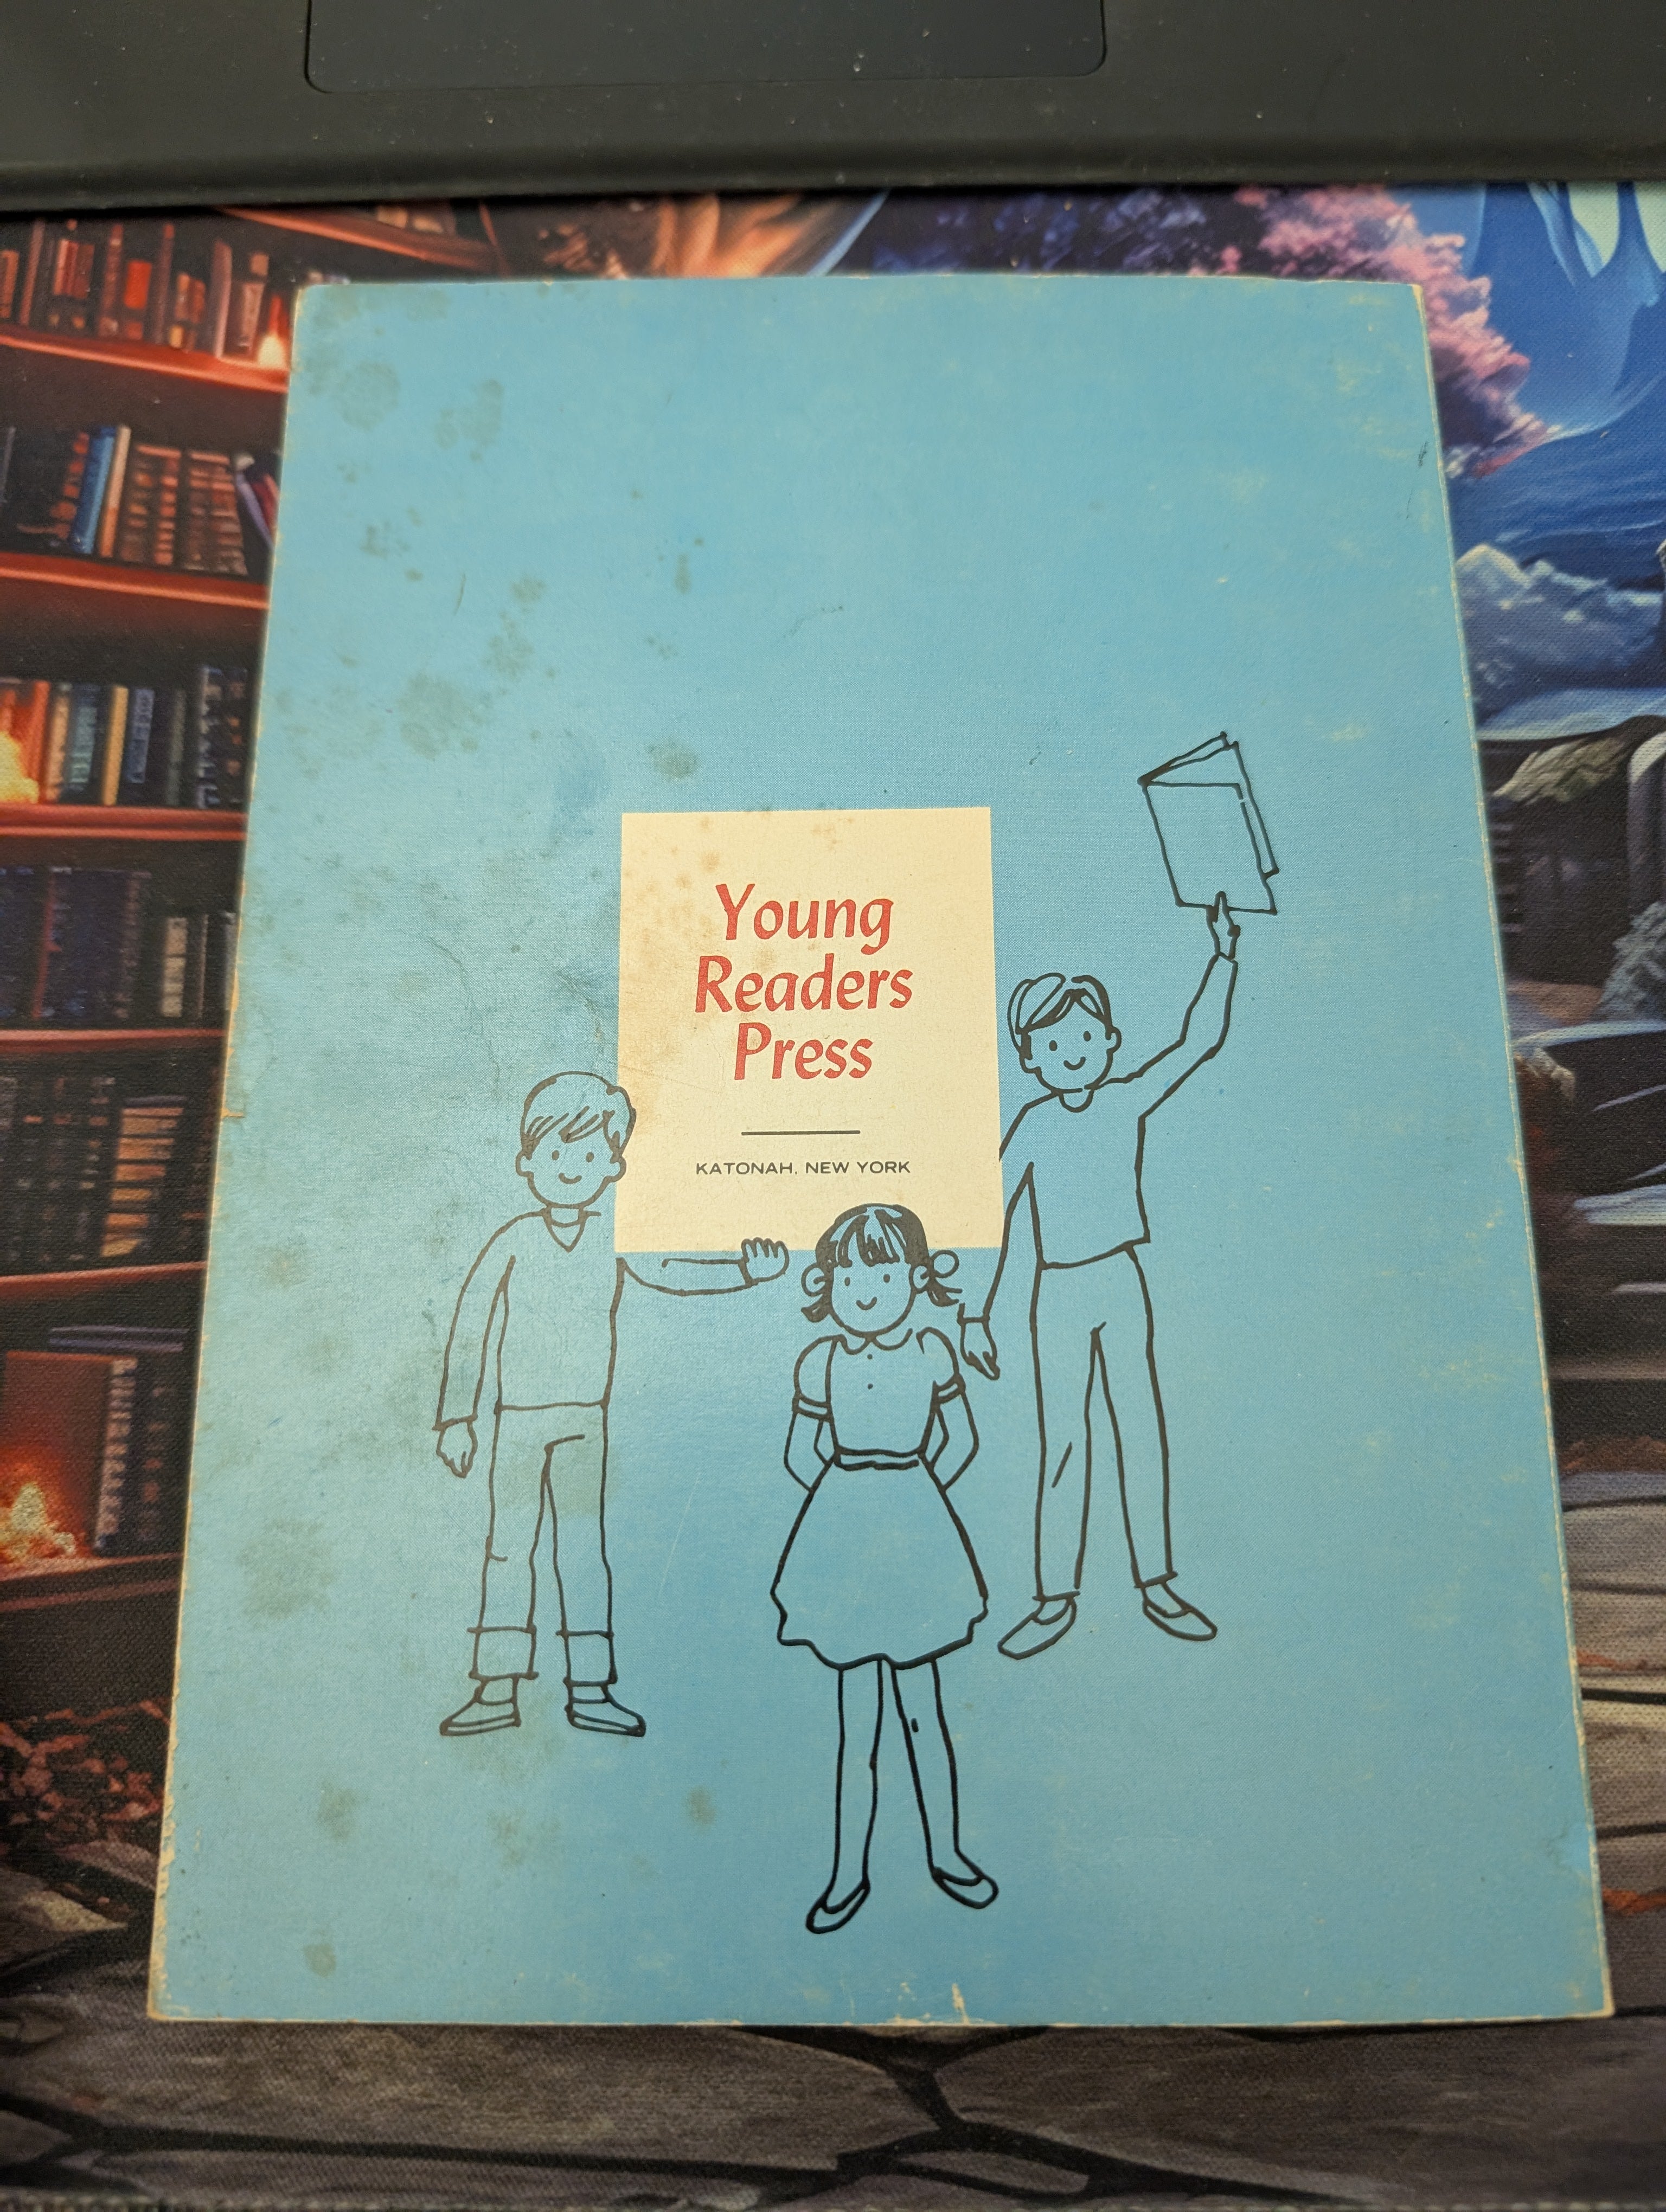 Young
Readers
Press
KATONAH, NEW YORK